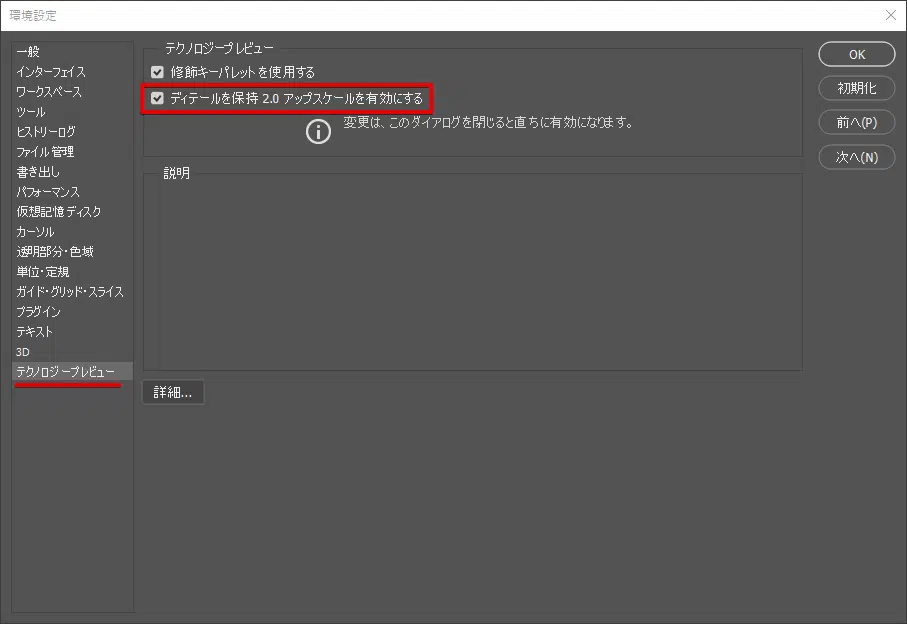 環境設定
一般
インターフェイス
ワークスペース
ツール
ヒストリーログ
ファイル管理
書き出し
パフォーマンス
仮想記憶ディスク
カーソル
透明部分・色域
単位・定規
ガイド・グリッド・スライス
プラグイン
テキスト
3D
テクノロジープレビュー
テクノロジープレビュー
修飾キーパレットを使用する
ディテールを保持 2.0 アップスケールを有効にする
変更は、このダイアログを閉じると直ちに有効になります。
説明
詳細...
OK
初期化
前へ(P)
次へ(N)